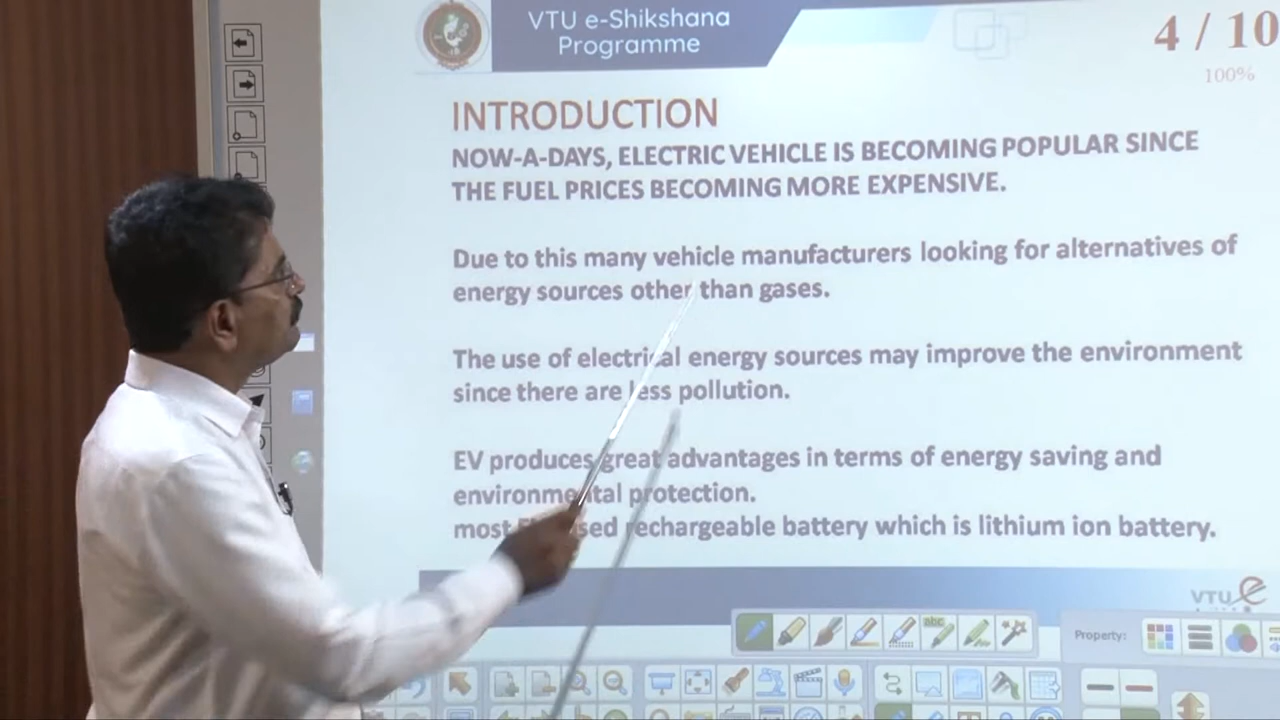 VTU e-Shikshana
Programme
4 / 10
100%
INTRODUCTION
NOW-A-DAYS, ELECTRIC VEHICLE IS BECOMING POPULAR SINCE
THE FUEL PRICES BECOMING MORE EXPENSIVE.
Due to this many vehicle manufacturers looking for alternatives of
energy sources other than gases.
The use of electrical energy sources may improve the environment
since there are less pollution.
EV produces great advantages in terms of energy saving and
environmental protection.
most used rechargeable battery which is lithium ion battery.
VTU e
abc
Property: